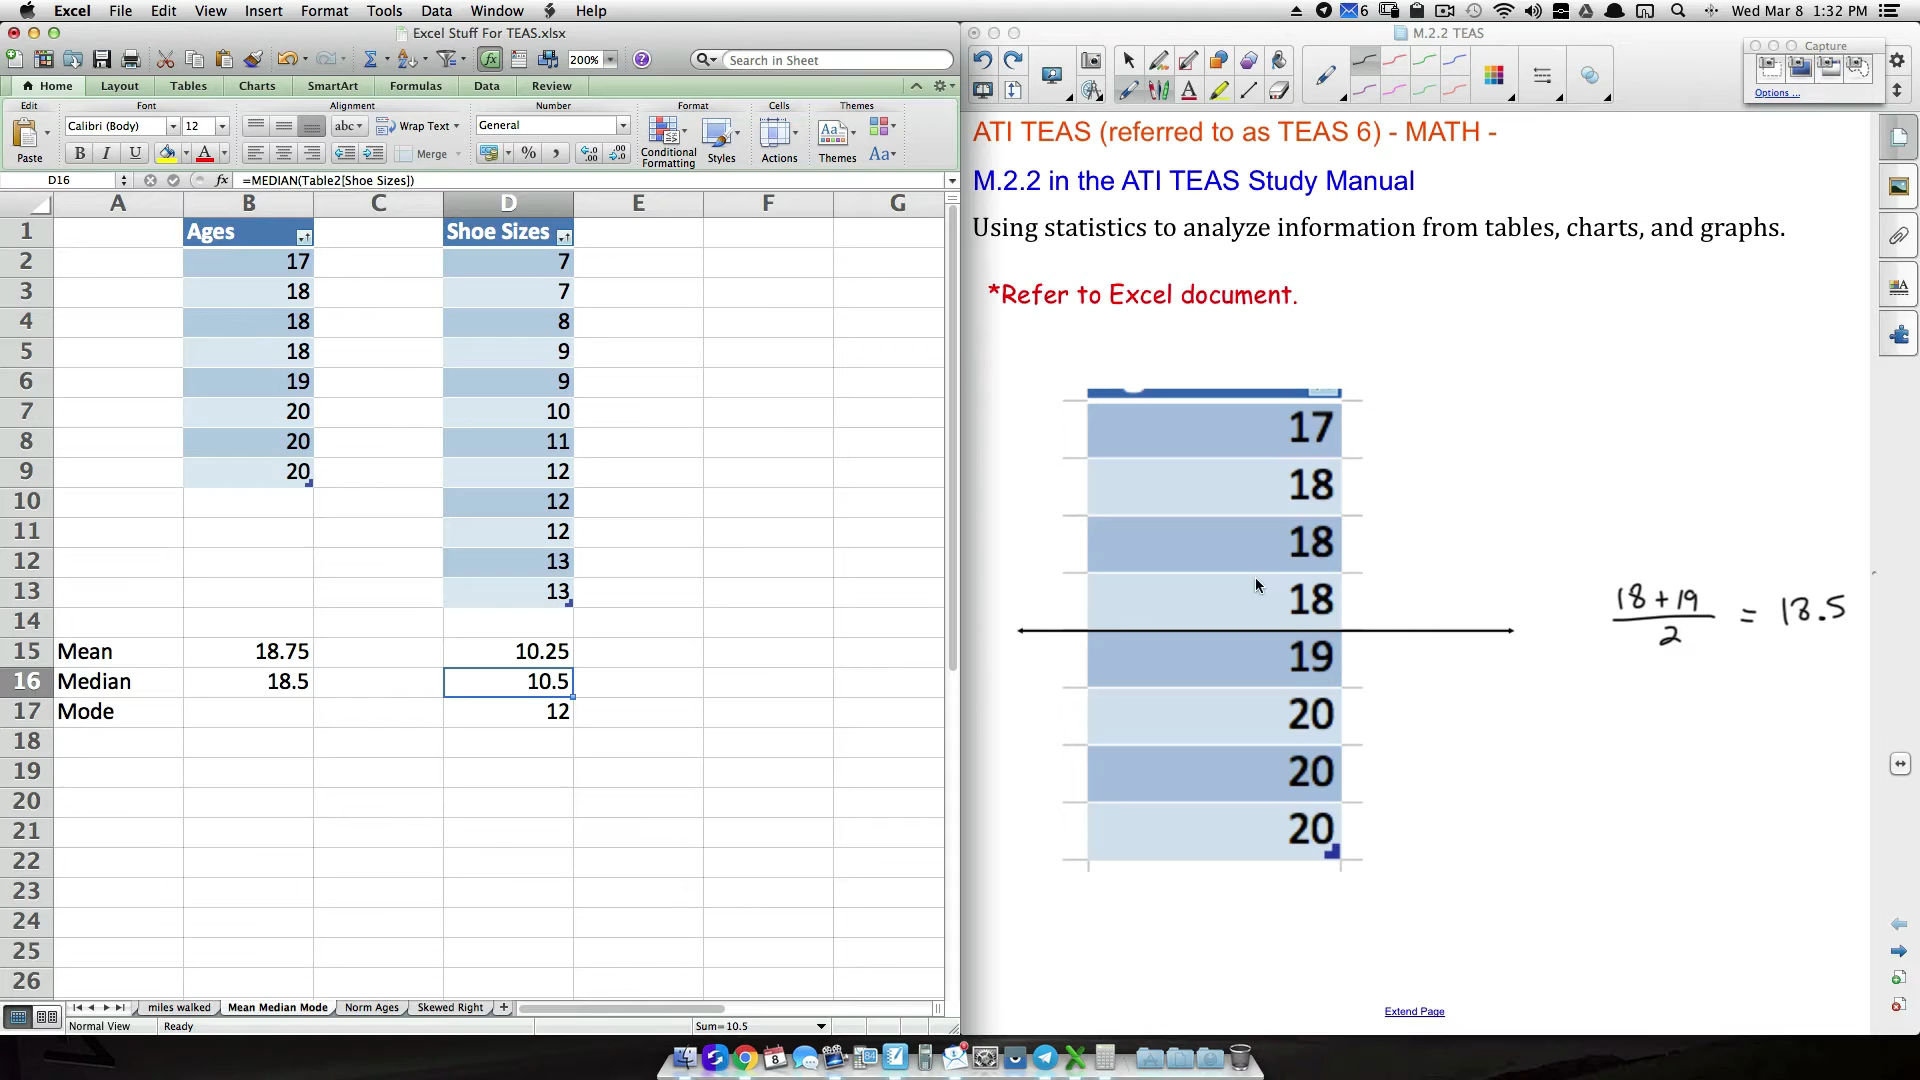 Excel File Edit View Insert Format Tools Data Window Help 6 Wed Mar 8 1:32 PM
Excel Stuff For TEAS.xlsx
200% Search in Sheet
Home Layout Tables Charts SmartArt Formulas Data Review
Edit Font Alignment Number Format Cells Themes
Calibri (Body) 12 abc Wrap Text General
Paste B I U A Merge % Conditional Formatting Styles Actions Themes Aa
D16 fx =MEDIAN(Table2[Shoe Sizes])
A B C D E F G
1 Ages Shoe Sizes
2 17 7
3 18 7
4 18 8
5 18 9
6 19 9
7 20 10
8 20 11
9 20 12
10 12
11 12
12 13
13 13
14
15 Mean 18.75 10.25
16 Median 18.5 10.5
17 Mode 12
18
19
20
21
22
23
24
25
26
miles walked Mean Median Mode Norm Ages Skewed Right +
Normal View Ready Sum=10.5
M.2.2 TEAS
Capture
Options ...
ATI TEAS (referred to as TEAS 6) - MATH -
M.2.2 in the ATI TEAS Study Manual
Using statistics to analyze information from tables, charts, and graphs.
*Refer to Excel document.
17
18
18
18
19
20
20
20
18 + 19
2
= 18.5
Extend Page